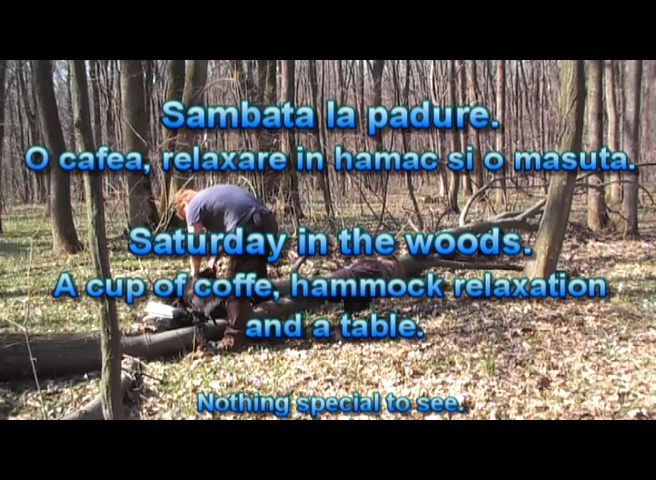 Sambata la padure.
O cafea, relaxare in hamac si o masuta.
Saturday in the woods.
A cup of coffe, hammock relaxation
and a table.
Nothing special to see.